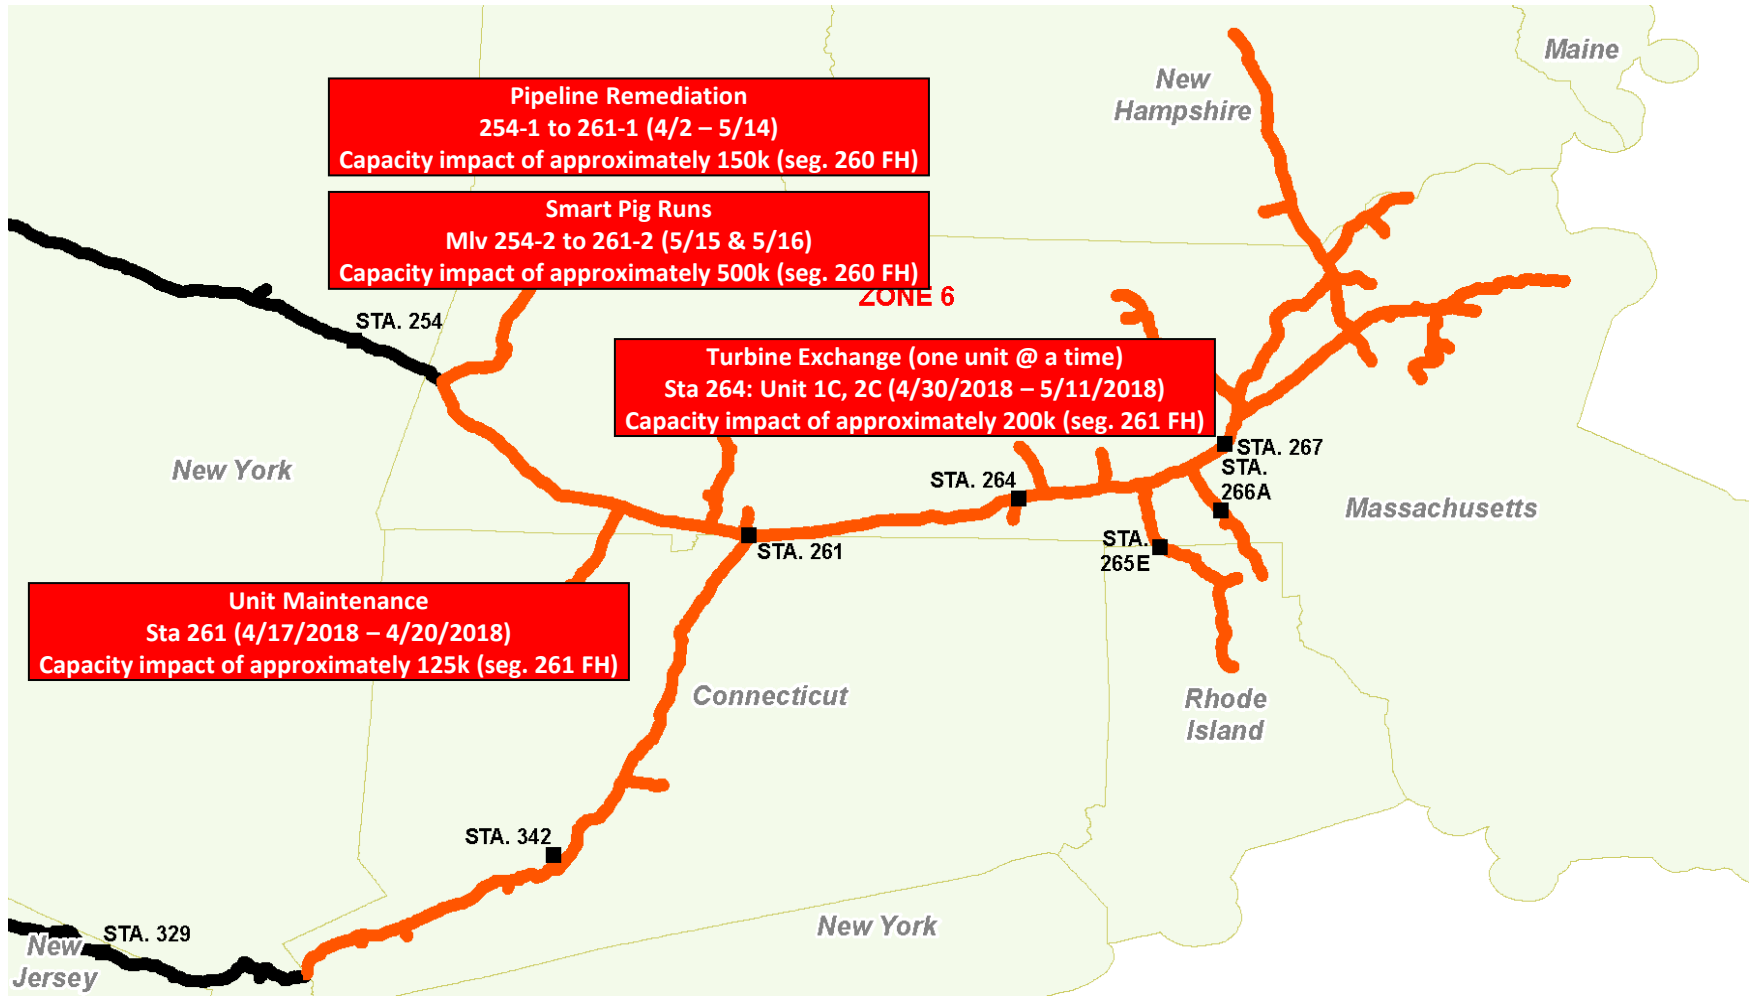 Maine
New
Hampshire
Pipeline Remediation
254-1 to 261-1 (4/2 – 5/14)
Capacity impact of approximately 150k (seg. 260 FH)
Smart Pig Runs
Mlv 254-2 to 261-2 (5/15 & 5/16)
Capacity impact of approximately 500k (seg. 260 FH)
ZONE 6
STA. 254
Turbine Exchange (one unit @ a time)
Sta 264: Unit 1C, 2C (4/30/2018 – 5/11/2018)
Capacity impact of approximately 200k (seg. 261 FH)
New York
STA. 267
STA.
266A
STA. 264
Massachusetts
STA. 261
STA.
265E
Unit Maintenance
Sta 261 (4/17/2018 – 4/20/2018)
Capacity impact of approximately 125k (seg. 261 FH)
Connecticut
Rhode
Island
STA. 342
New York
STA. 329
New
Jersey